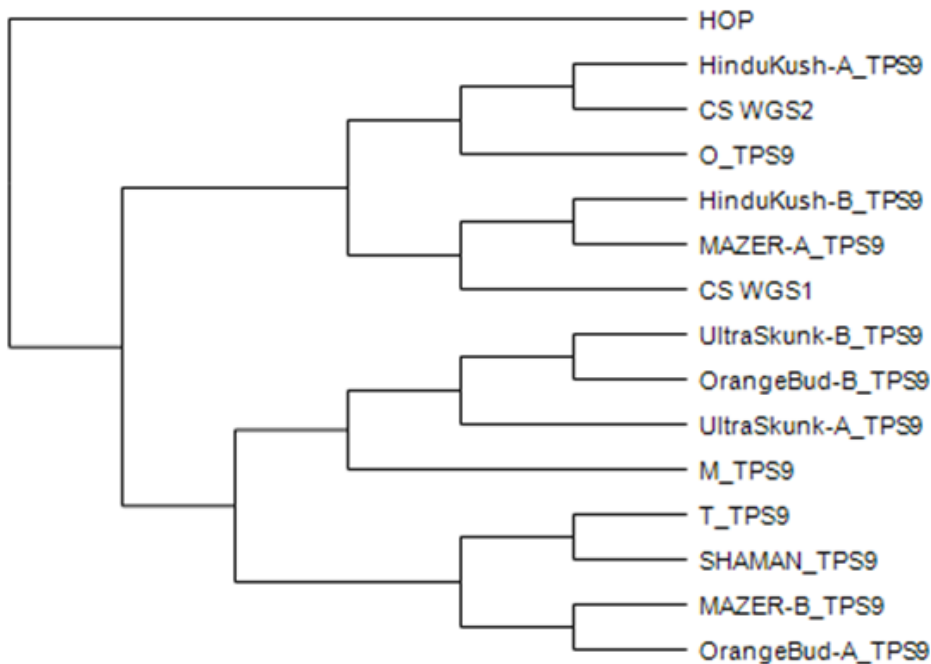 HOP
HinduKush-A_TPS9
CS WGS2
O_TPS9
HinduKush-B_TPS9
MAZER-A_TPS9
CS WGS1
UltraSkunk-B_TPS9
OrangeBud-B_TPS9
UltraSkunk-A_TPS9
M_TPS9
T_TPS9
SHAMAN_TPS9
MAZER-B_TPS9
OrangeBud-A_TPS9